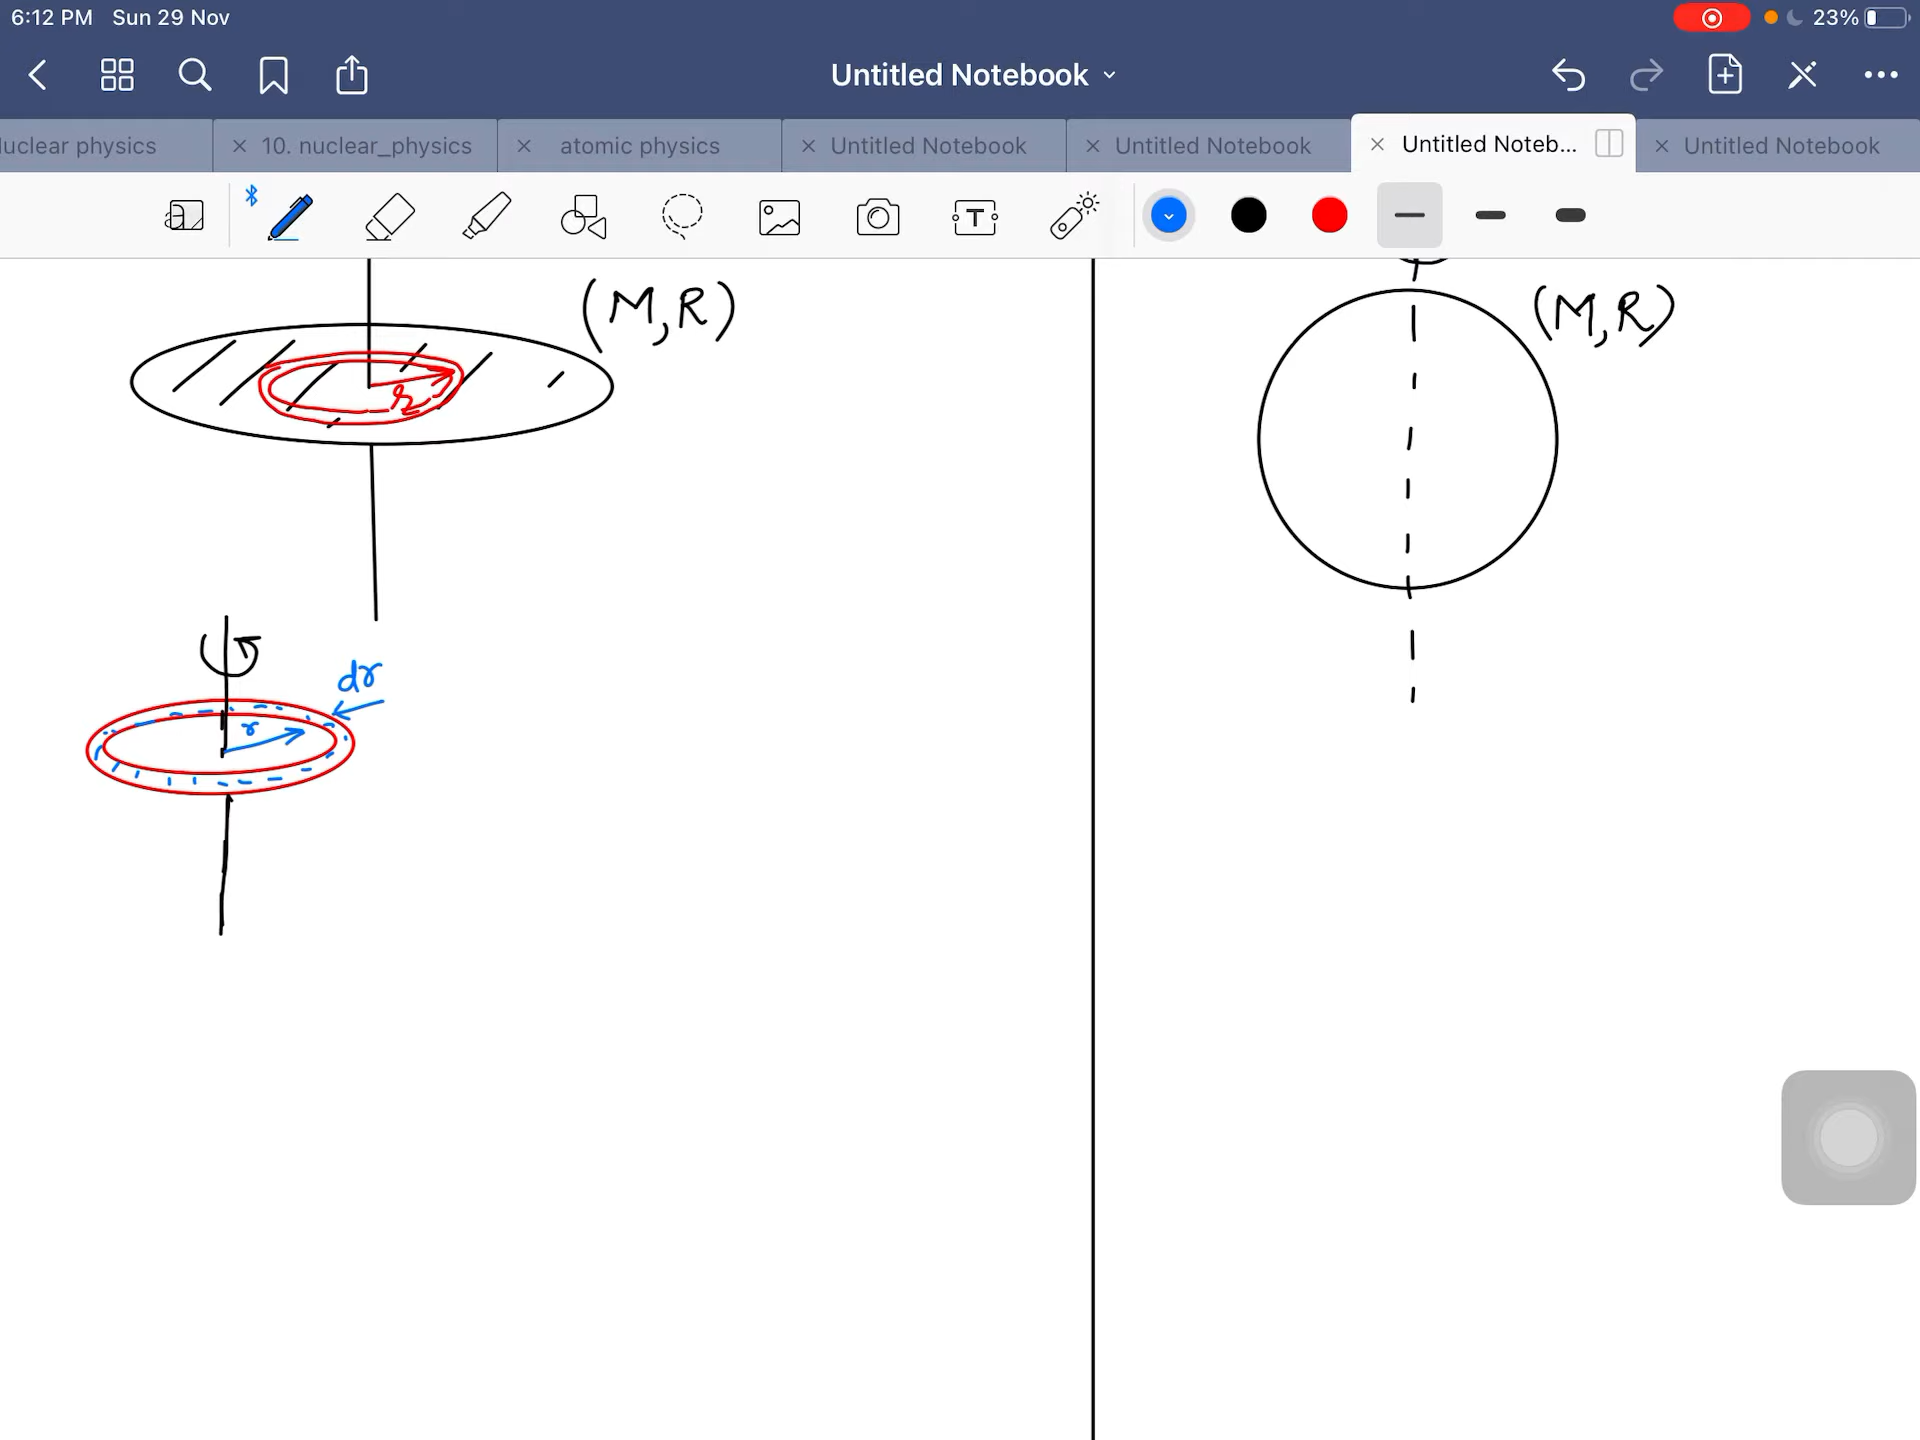 6:12 PM Sun 29 Nov
23%
Untitled Notebook
uclear physics
10. nuclear_physics
atomic physics
Untitled Notebook
Untitled Notebook
Untitled Noteb...
Untitled Notebook
(M,R)
(M,R)
r
dr
r